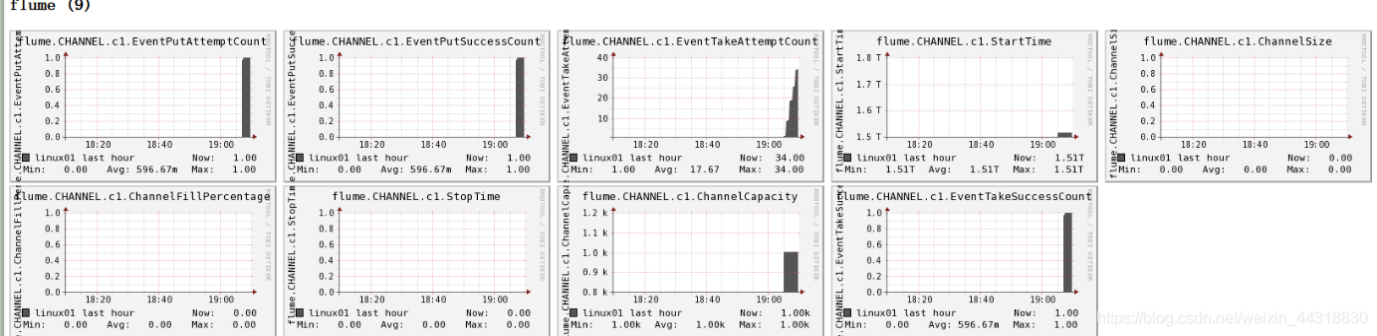 flume (9)
flume.CHANNEL.c1.EventPutAttemptCount
1.0
0.8
0.6
0.4
0.2
0.0
18:20 18:40 19:00
linux01 last hour Now: 1.00
Min: 0.00 Avg: 596.67m Max: 1.00
flume.CHANNEL.c1.EventPutSuccessCount
1.0
0.8
0.6
0.4
0.2
0.0
18:20 18:40 19:00
linux01 last hour Now: 1.00
Min: 0.00 Avg: 596.67m Max: 1.00
flume.CHANNEL.c1.EventTakeAttemptCount
40
30
20
10
18:20 18:40 19:00
linux01 last hour Now: 34.00
Min: 1.00 Avg: 17.67 Max: 34.00
flume.CHANNEL.c1.StartTime
1.8 T
1.7 T
1.6 T
1.5 T
18:20 18:40 19:00
linux01 last hour Now: 1.51T
Min: 1.51T Avg: 1.51T Max: 1.51T
flume.CHANNEL.c1.ChannelSize
1.0
0.8
0.6
0.4
0.2
0.0
18:20 18:40 19:00
linux01 last hour Now: 0.00
Min: 0.00 Avg: 0.00 Max: 0.00
flume.CHANNEL.c1.ChannelFillPercentage
1.0
0.8
0.6
0.4
0.2
0.0
18:20 18:40 19:00
linux01 last hour Now: 0.00
Min: 0.00 Avg: 0.00 Max: 0.00
flume.CHANNEL.c1.StopTime
1.0
0.8
0.6
0.4
0.2
0.0
18:20 18:40 19:00
linux01 last hour Now: 0.00
Min: 0.00 Avg: 0.00 Max: 0.00
flume.CHANNEL.c1.ChannelCapacity
1.2 k
1.1 k
1.0 k
0.9 k
0.8 k
18:20 18:40 19:00
linux01 last hour Now: 1.00k
Min: 1.00k Avg: 1.00k Max: 1.00k
flume.CHANNEL.c1.EventTakeSuccessCount
1.0
0.8
0.6
0.4
0.2
0.0
18:20 18:40 19:00
linux01 last hour Now: 1.00
Min: 0.00 Avg: 596.67m Max: 1.00
https://blog.csdn.net/weixin_44318830